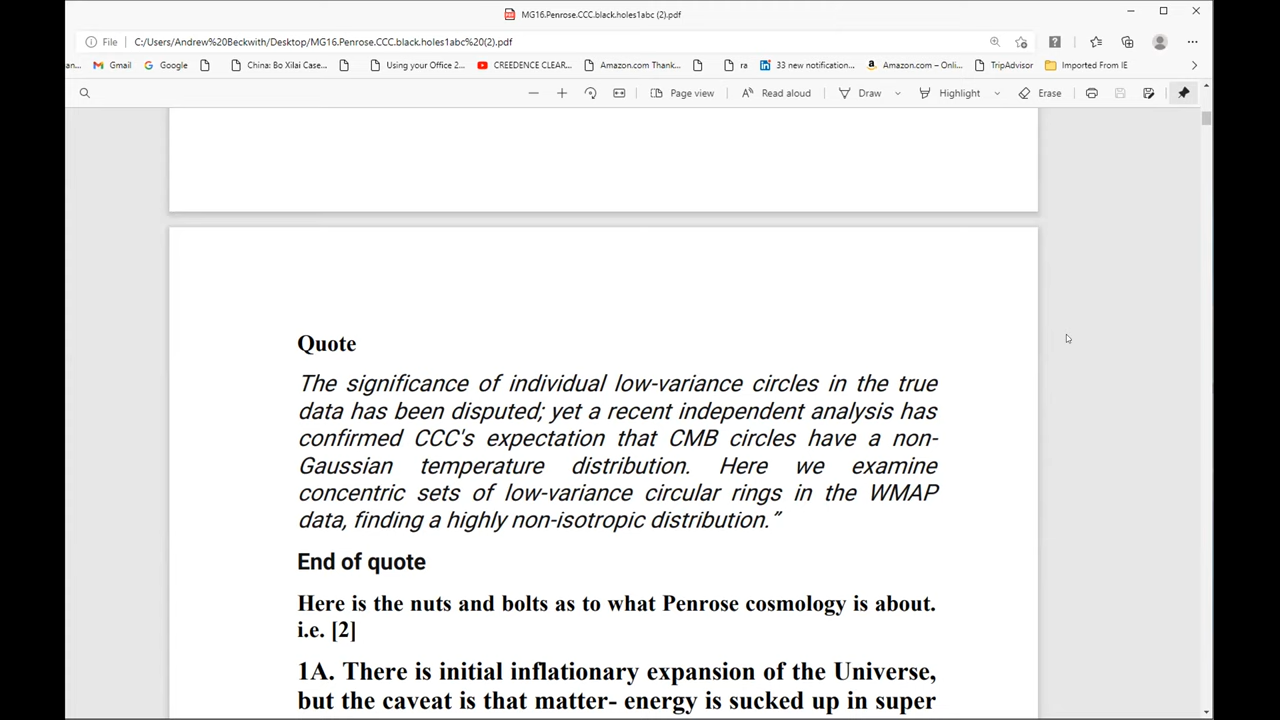 MG16.Penrose.CCC.black.holes1abc (2).pdf
File C:/Users/Andrew%20Beckwith/Desktop/MG16.Penrose.CCC.black.holes1abc%20(2).pdf
an... Gmail Google China: Bo Xilai Case... Using your Office 2... CREEDENCE CLEAR... Amazon.com Thank... ra 33 new notification... Amazon.com – Onli... TripAdvisor Imported From IE
Page view Read aloud Draw Highlight Erase
Quote
The significance of individual low-variance circles in the true
data has been disputed; yet a recent independent analysis has
confirmed CCC's expectation that CMB circles have a non-
Gaussian temperature distribution. Here we examine
concentric sets of low-variance circular rings in the WMAP
data, finding a highly non-isotropic distribution.”
End of quote
Here is the nuts and bolts as to what Penrose cosmology is about.
i.e. [2]
1A. There is initial inflationary expansion of the Universe,
but the caveat is that matter- energy is sucked up in super